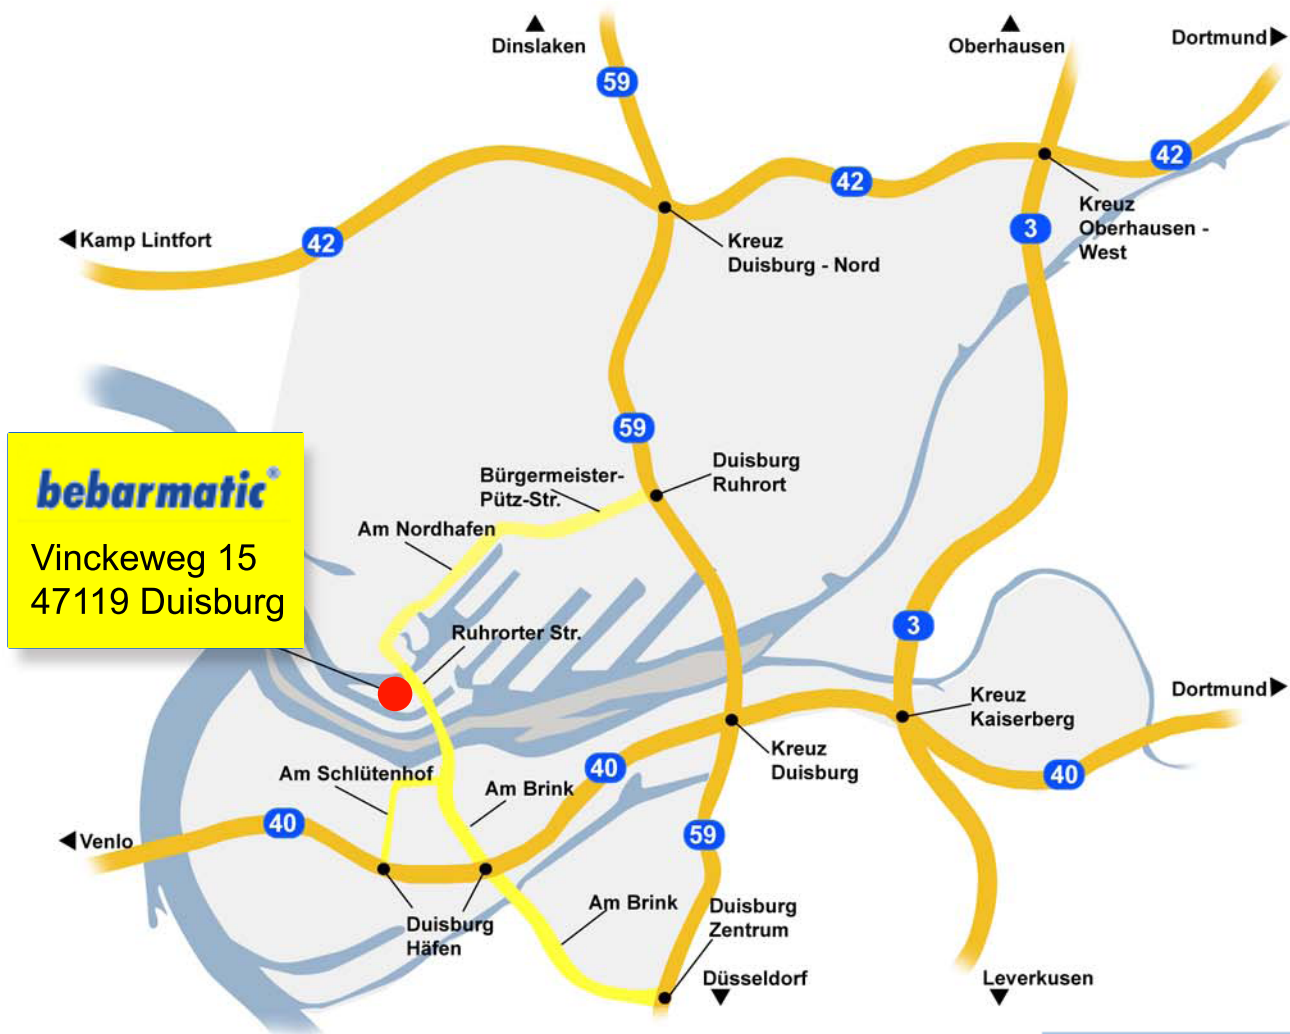 Dinslaken
Oberhausen
Dortmund
59
42
42
Kreuz
Oberhausen -
West
3
Kamp Lintfort
42
Kreuz
Duisburg - Nord
59
Duisburg
Ruhrort
Bürgermeister-
Pütz-Str.
Am Nordhafen
bebarmatic®
Vinckeweg 15
47119 Duisburg
Ruhrorter Str.
3
Kreuz
Kaiserberg
Dortmund
Kreuz
Duisburg
40
40
Am Schlütenhof
Am Brink
40
Venlo
59
Am Brink
Duisburg
Zentrum
Duisburg
Häfen
Düsseldorf
Leverkusen